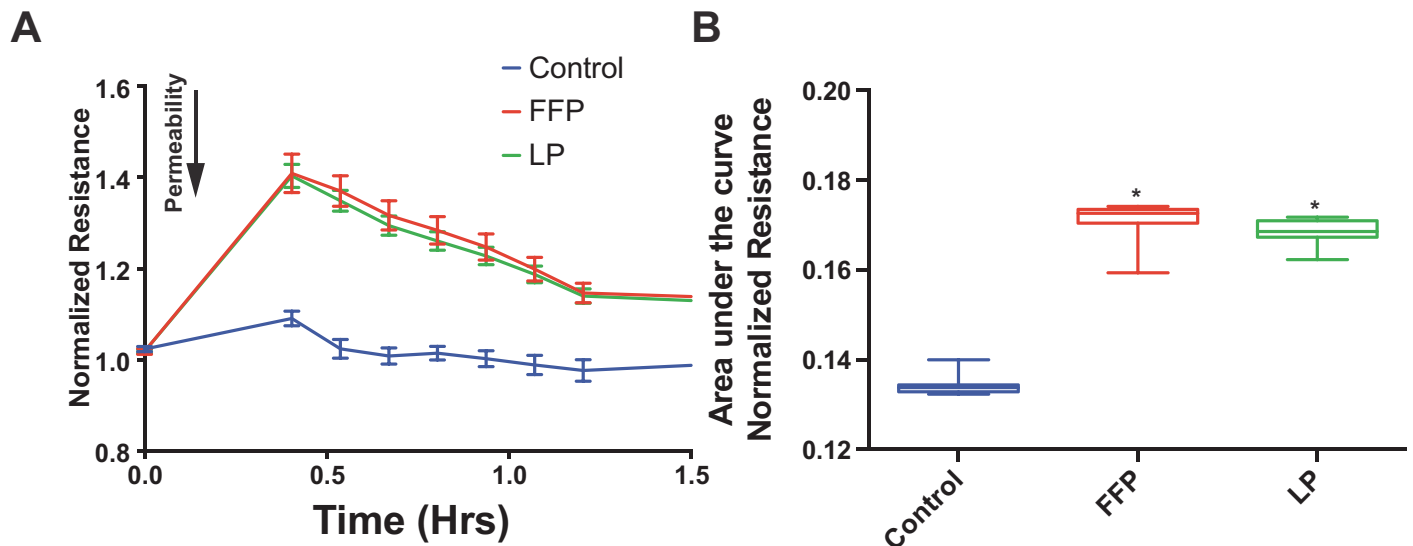 A
Normalized Resistance
1.6
1.4
1.2
1.0
0.8
Permeability
Control
FFP
LP
0.0
0.5
1.0
1.5
Time (Hrs)
B
Area under the curve
Normalized Resistance
0.20
0.18
0.16
0.14
0.12
*
*
Control
FFP
LP